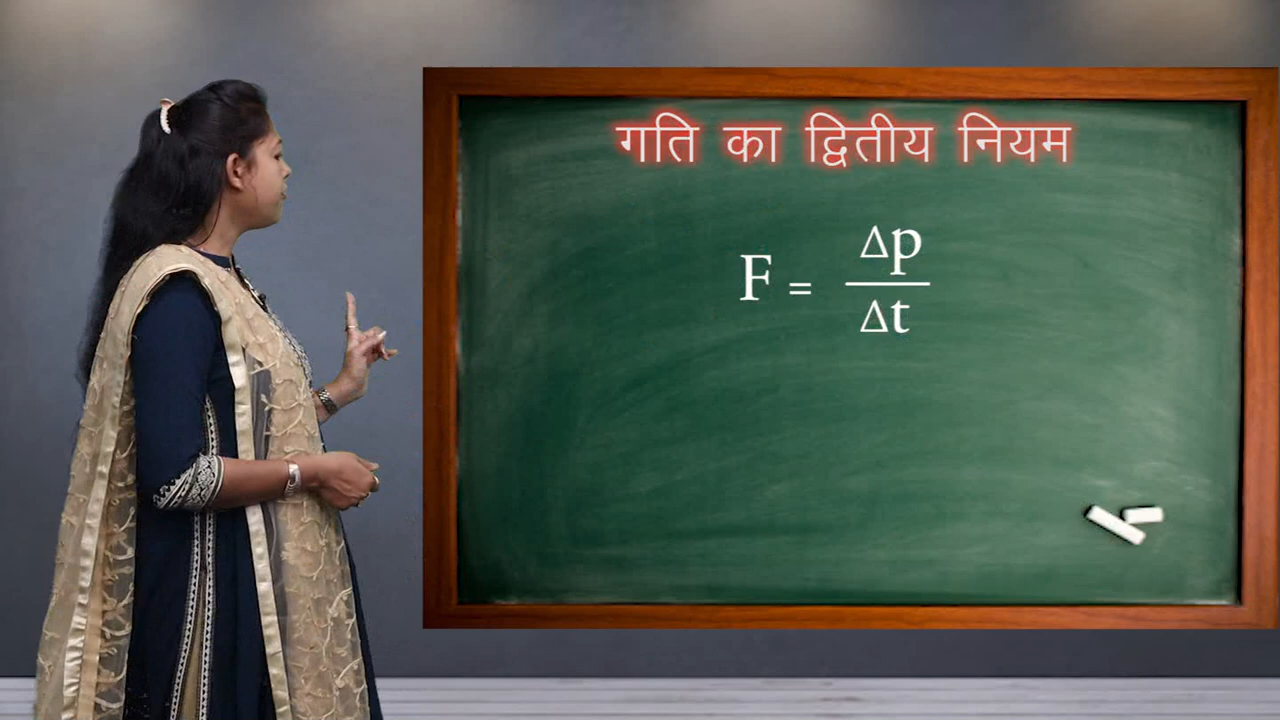 गति का द्वितीय नियम
F = Δp
Δt